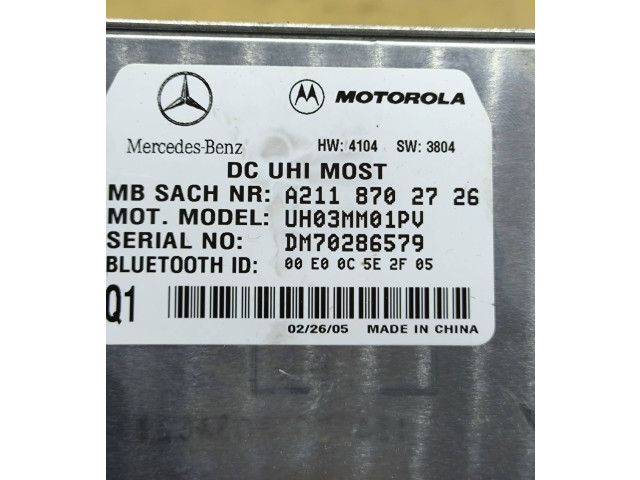 MOTOROLA
Mercedes-Benz HW: 4104 SW: 3804
DC UHI MOST
MB SACH NR: A211 870 27 26
MOT. MODEL: UH03MM01PV
SERIAL NO: DM70286579
BLUETOOTH ID: 00 E0 0C 5E 2F 05
Q1
02/26/05 MADE IN CHINA